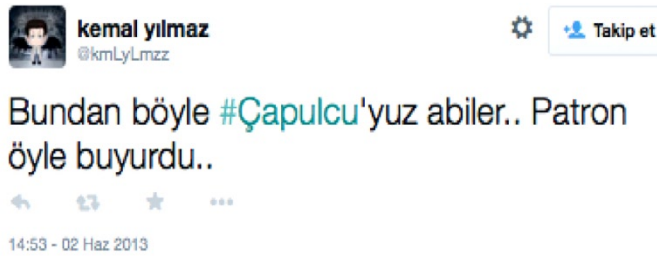 kemal yılmaz
@kmLyLmzz
Takip et
Bundan böyle #Çapulcu'yuz abiler.. Patron
öyle buyurdu..
14:53 - 02 Haz 2013